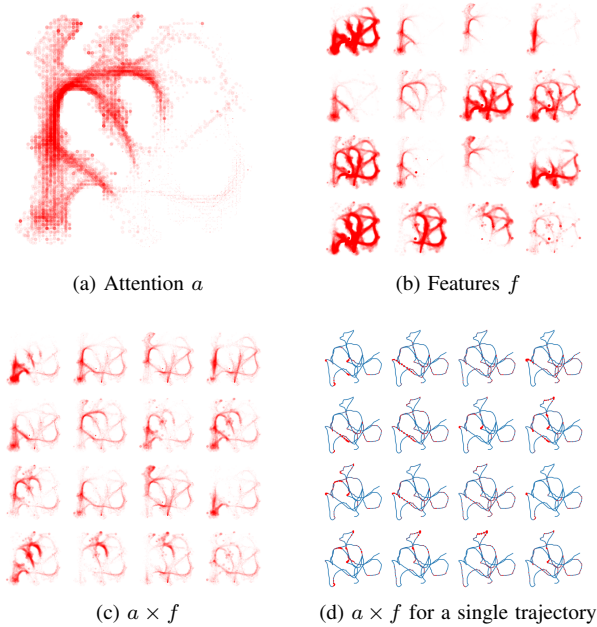 (a) Attention a
(b) Features f
(c) a × f
(d) a × f for a single trajectory